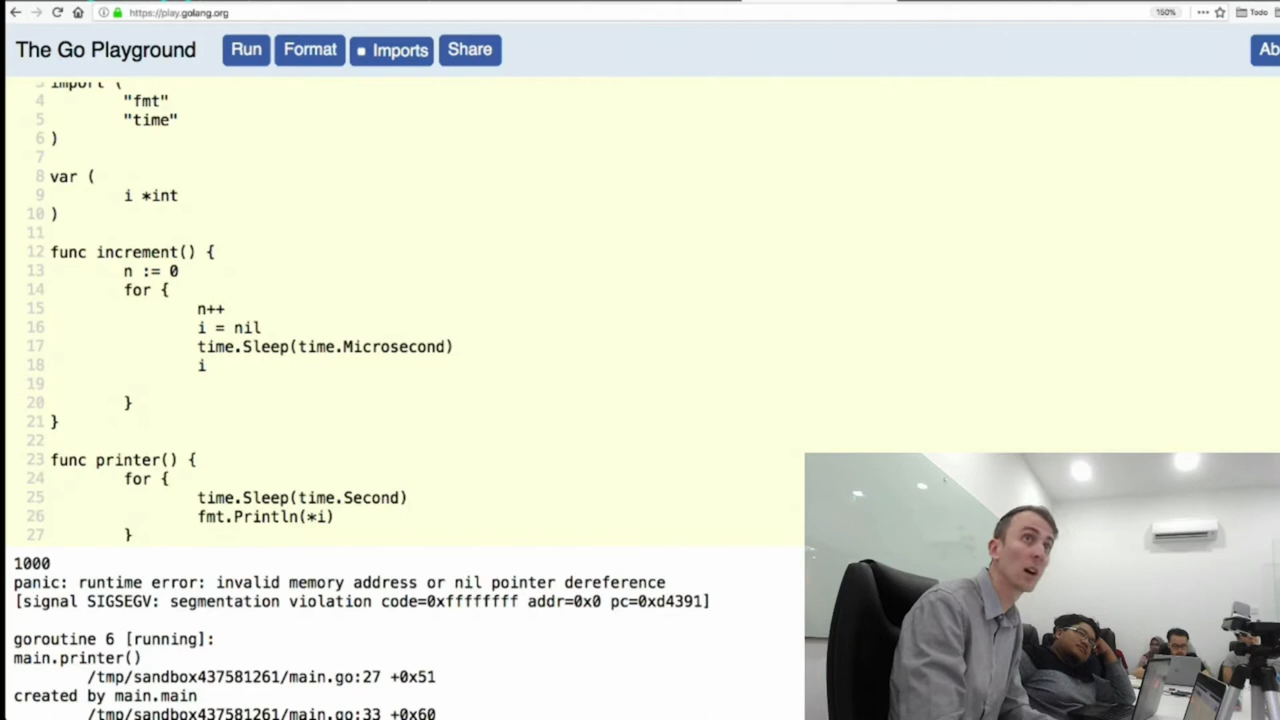 https://play.golang.org
150%
Todo
The Go Playground
Run
Format
Imports
Share
Ab
3 import (
4 "fmt"
5 "time"
6 )
7
8 var (
9 i *int
10 )
11
12 func increment() {
13 n := 0
14 for {
15 n++
16 i = nil
17 time.Sleep(time.Microsecond)
18 i
19
20 }
21 }
22
23 func printer() {
24 for {
25 time.Sleep(time.Second)
26 fmt.Println(*i)
27 }
1000
panic: runtime error: invalid memory address or nil pointer dereference
[signal SIGSEGV: segmentation violation code=0xffffffff addr=0x0 pc=0xd4391]
goroutine 6 [running]:
main.printer()
/tmp/sandbox437581261/main.go:27 +0x51
created by main.main
/tmp/sandbox437581261/main.go:33 +0x60